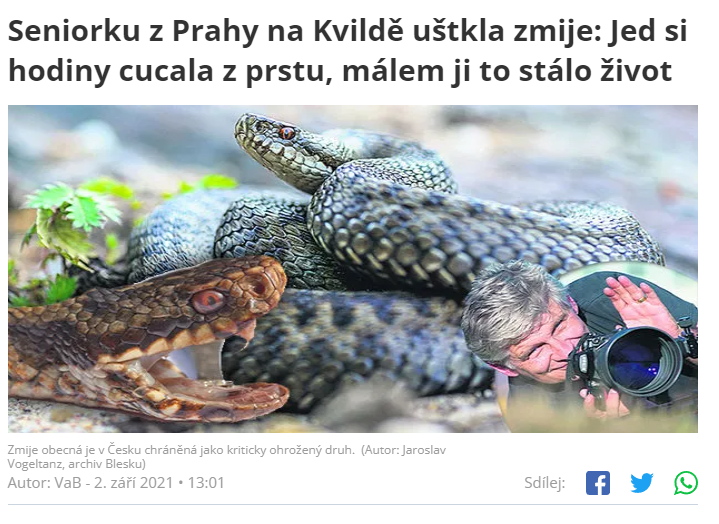 Seniorku z Prahy na Kvildě uštkla zmije: Jed si
hodiny cucala z prstu, málem ji to stálo život
Zmije obecná je v Česku chráněná jako kriticky ohrožený druh.  (Autor: Jaroslav
Vogeltanz, archiv Blesku)
Autor: VaB - 2. září 2021 • 13:01
Sdílej: